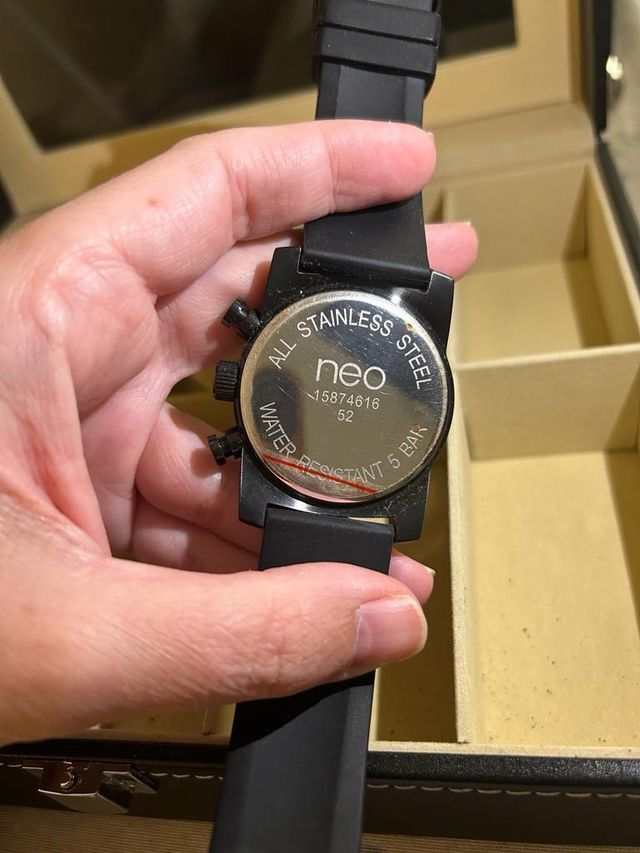 ALL STAINLESS STEEL
neo
15874616
52
WATER RESISTANT 5 BAR